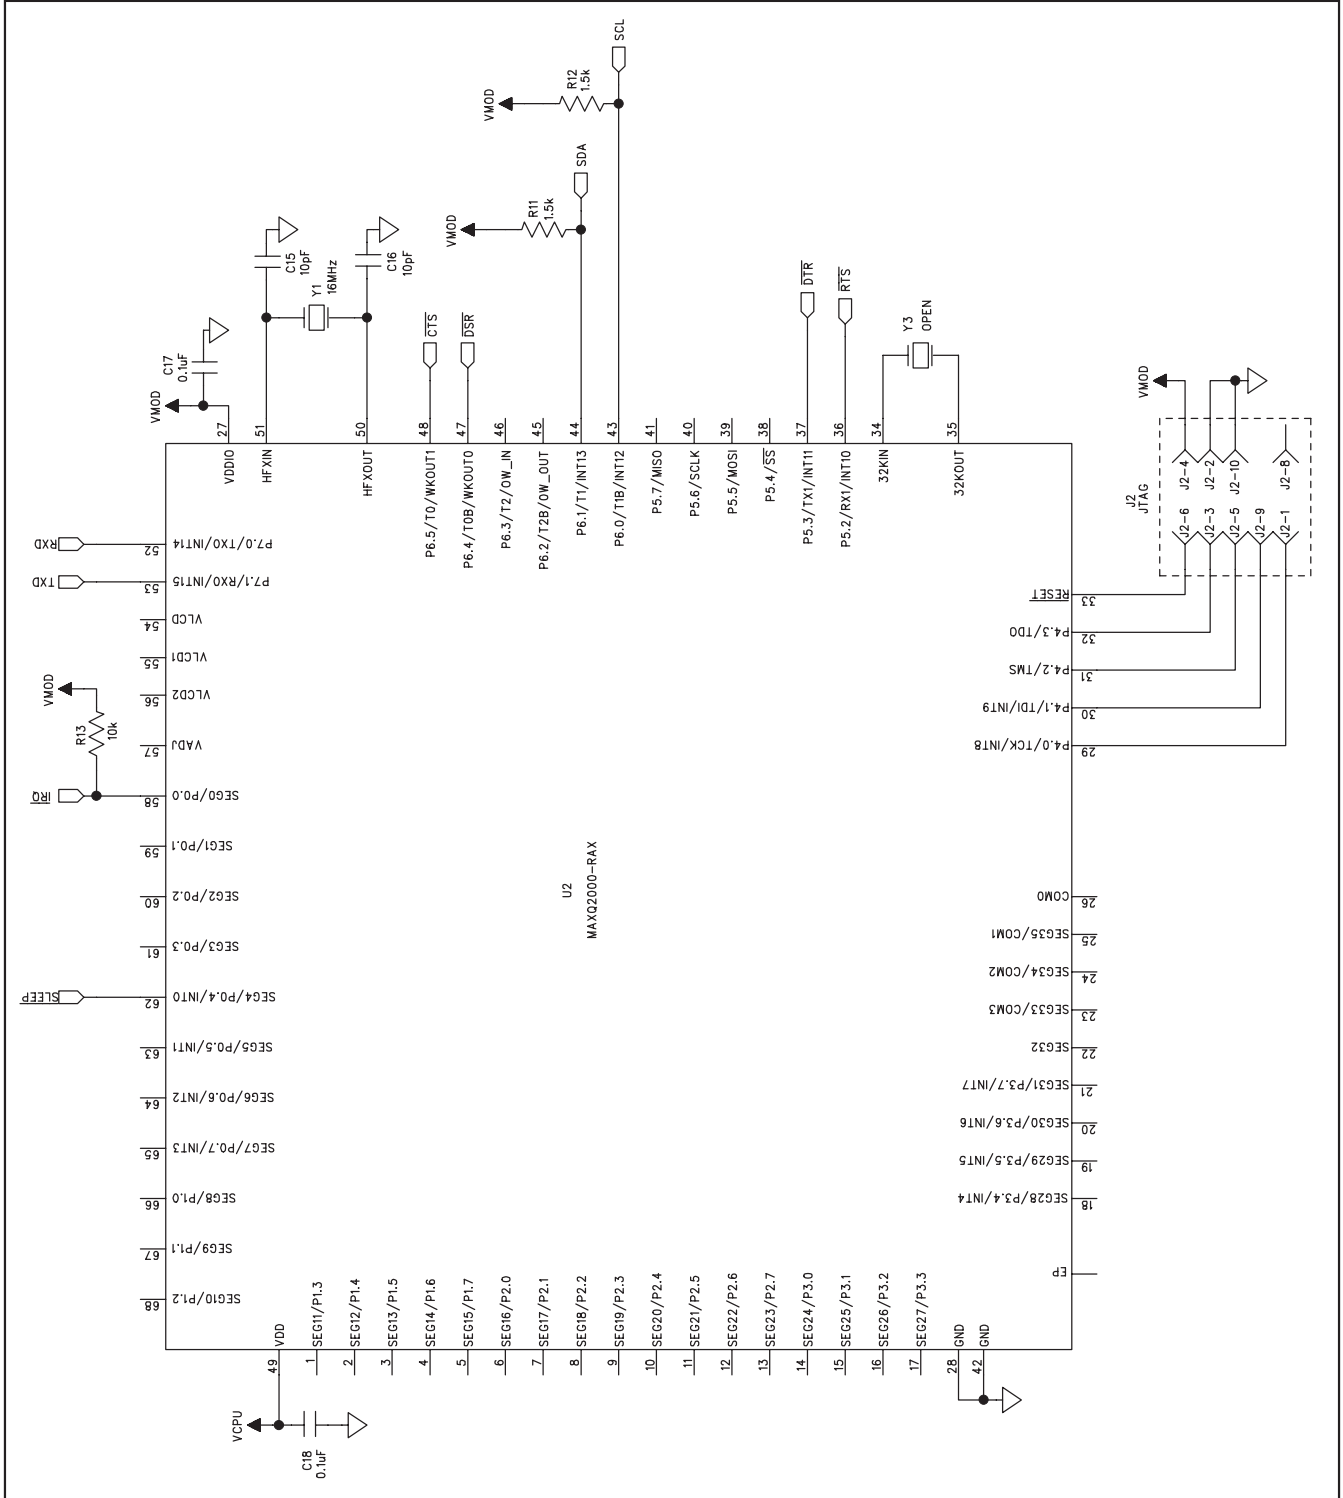 SCL
R12
1.5k
VMOD
SDA
R11
1.5k
VMOD
C15
10pF
Y1
16MHz
C16
10pF
C17
0.1uF
VMOD
CTS
DSR
DTR
RTS
Y3
OPEN
27
51
50
48
47
46
45
44
43
41
40
39
38
37
36
34
35
VDDIO
HFXIN
HFXOUT
P6.5/T0/WKOUT1
P6.4/T0B/WKOUT0
P6.3/T2/OW_IN
P6.2/T2B/OW_OUT
P6.1/T1/INT13
P6.0/T1B/INT12
P5.7/MISO
P5.6/SCLK
P5.5/MOSI
P5.4/SS
P5.3/TX1/INT11
P5.2/RX1/INT10
32KIN
32KOUT
VMOD
J2
JTAG
J2-4
J2-2
J2-10
J2-8
J2-6
J2-3
J2-5
J2-9
J2-1
RXD
52
P7.0/TX0/INT14
TXD
53
P7.1/RX0/INT15
54
VLCD
55
VLCD1
56
VLCD2
57
VADJ
VMOD
R13
10k
IRQ
58
SEG0/P0.0
59
SEG1/P0.1
60
SEG2/P0.2
61
SEG3/P0.3
SLEEP
62
SEG4/P0.4/INT0
63
SEG5/P0.5/INT1
64
SEG6/P0.6/INT2
65
SEG7/P0.7/INT3
66
SEG8/P1.0
67
SEG9/P1.1
68
SEG10/P1.2
U2
MAXQ2000-RAX
RESET
33
P4.3/TDO
32
P4.2/TMS
31
P4.1/TDI/INT9
30
P4.0/TCK/INT8
29
COM0
26
SEG35/COM1
25
SEG34/COM2
24
SEG33/COM3
23
SEG32
22
SEG31/P3.7/INT7
21
SEG30/P3.6/INT6
20
SEG29/P3.5/INT5
19
SEG28/P3.4/INT4
18
EP
VDD
SEG11/P1.3
SEG12/P1.4
SEG13/P1.5
SEG14/P1.6
SEG15/P1.7
SEG16/P2.0
SEG17/P2.1
SEG18/P2.2
SEG19/P2.3
SEG20/P2.4
SEG21/P2.5
SEG22/P2.6
SEG23/P2.7
SEG24/P3.0
SEG25/P3.1
SEG26/P3.2
SEG27/P3.3
GND
GND
49
1
2
3
4
5
6
7
8
9
10
11
12
13
14
15
16
17
28
42
VCPU
C18
0.1uF